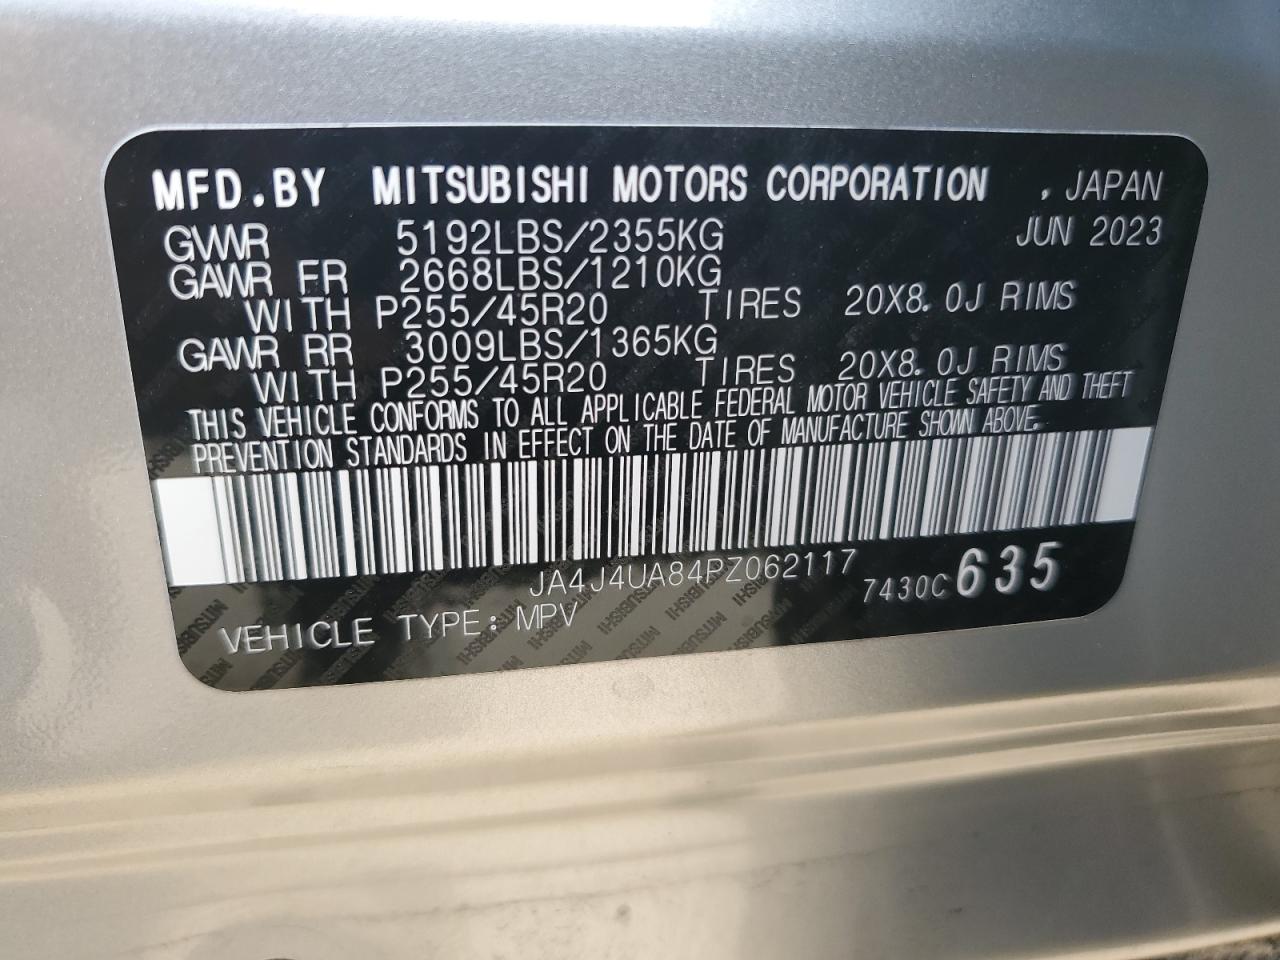 MFD.BY MITSUBISHI MOTORS CORPORATION , JAPAN
GVWR 5192LBS/2355KG JUN 2023
GAWR FR 2668LBS/1210KG
WITH P255/45R20 TIRES 20X8.0J RIMS
GAWR RR 3009LBS/1365KG
WITH P255/45R20 TIRES 20X8.0J RIMS
THIS VEHICLE CONFORMS TO ALL APPLICABLE FEDERAL MOTOR VEHICLE SAFETY AND THEFT
PREVENTION STANDARDS IN EFFECT ON THE DATE OF MANUFACTURE SHOWN ABOVE.
JA4J4UA84PZ062117 7430C 635
VEHICLE TYPE: MPV